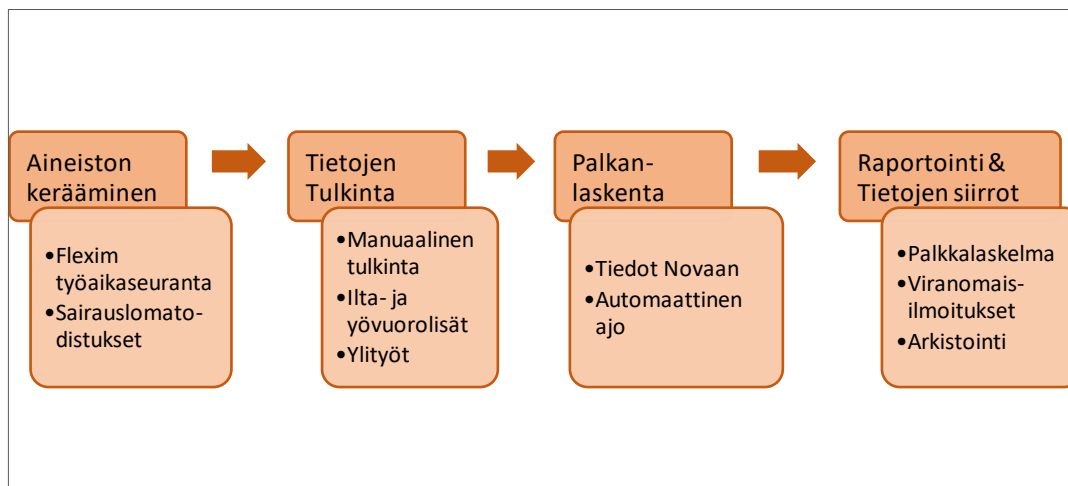 Aineiston
kerääminen
•Flexim
työaikaseuranta
•Sairauslomato-
distukset
Tietojen
Tulkinta
•Manuaalinen
tulkinta
•Ilta- ja
yövuorolisät
•Ylityöt
Palkan-
laskenta
•Tiedot Novaan
•Automaattinen
ajo
Raportointi &
Tietojen siirrot
•Palkkalaskelma
•Viranomais-
ilmoitukset
•Arkistointi